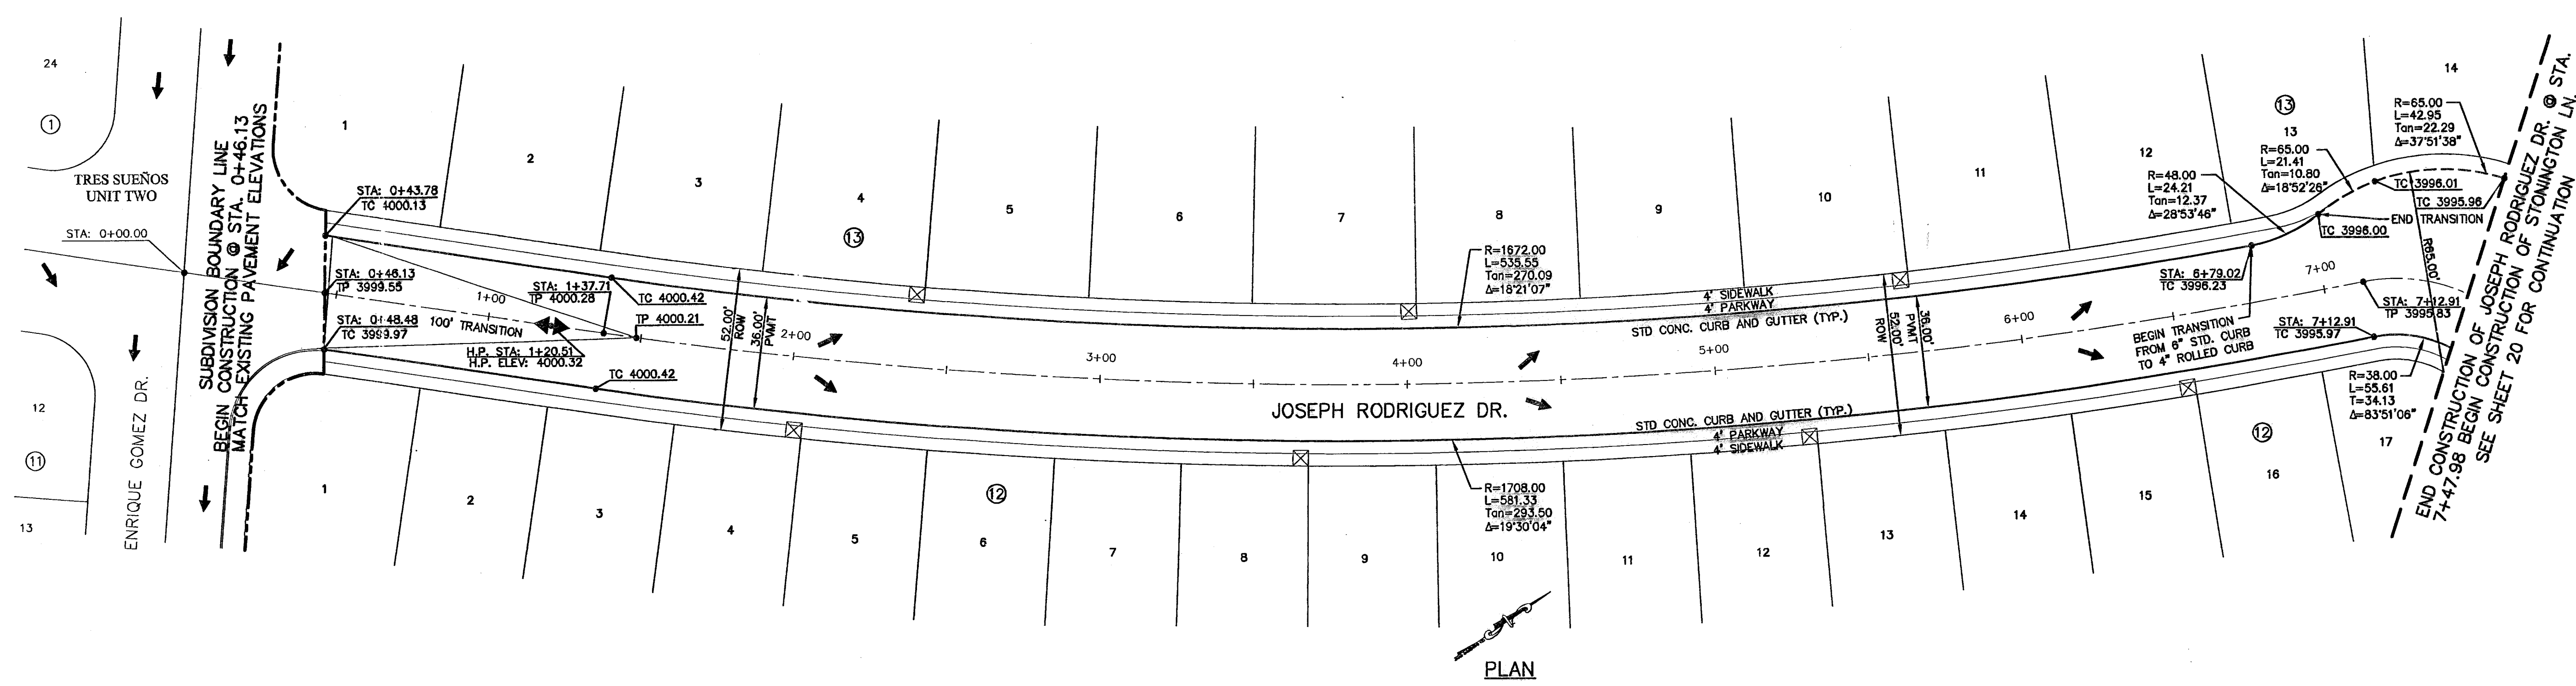 24
1
TRES SUEÑOS
UNIT TWO
STA: 0+00.00
12
11
13
ENRIQUE GOMEZ DR.
SUBDIVISION BOUNDARY LINE
BEGIN CONSTRUCTION @ STA. 0+46.13
MATCH EXISTING PAVEMENT ELEVATIONS
1
2
3
4
5
6
7
8
9
10
11
12
13
14
13
13
STA: 0+43.78
TC 4000.13
STA: 0+46.13
TP 3999.55
STA: 0+48.48
TC 3999.97
1+00
100' TRANSITION
H.P. STA: 1+20.51
H.P. ELEV: 4000.32
STA: 1+37.71
TP 4000.28
TC 4000.42
TP 4000.21
TC 4000.42
52.00'
ROW
36.00'
PVMT
2+00
3+00
4+00
5+00
6+00
7+00
R=1672.00
L=535.55
Tan=270.09
Δ=18°21'07"
4' SIDEWALK
4' PARKWAY
STD CONC. CURB AND GUTTER (TYP.)
JOSEPH RODRIGUEZ DR.
STD CONC. CURB AND GUTTER (TYP.)
4' PARKWAY
4' SIDEWALK
R=1708.00
L=581.33
Tan=293.50
Δ=19°30'04"
52.00'
ROW
36.00'
PVMT
R=48.00
L=24.21
Tan=12.37
Δ=28°53'46"
R=65.00
L=21.41
Tan=10.80
Δ=18°52'26"
R=65.00
L=42.95
Tan=22.29
Δ=37°51'38"
TC 3996.01
TC 3995.96
END TRANSITION
TC 3996.00
R65.00'
STA: 6+79.02
TC 3996.23
STA: 7+12.91
TP 3995.83
STA: 7+12.91
TC 3995.97
BEGIN TRANSITION
FROM 6" STD. CURB
TO 4" ROLLED CURB
R=38.00
L=55.61
T=34.13
Δ=83°51'06"
1
2
3
4
5
6
7
8
9
10
11
12
13
14
15
16
17
12
12
END CONSTRUCTION OF JOSEPH RODRIGUEZ DR. @ STA.
7+47.98 BEGIN CONSTRUCTION OF STONINGTON LN.
SEE SHEET 20 FOR CONTINUATION
N
PLAN